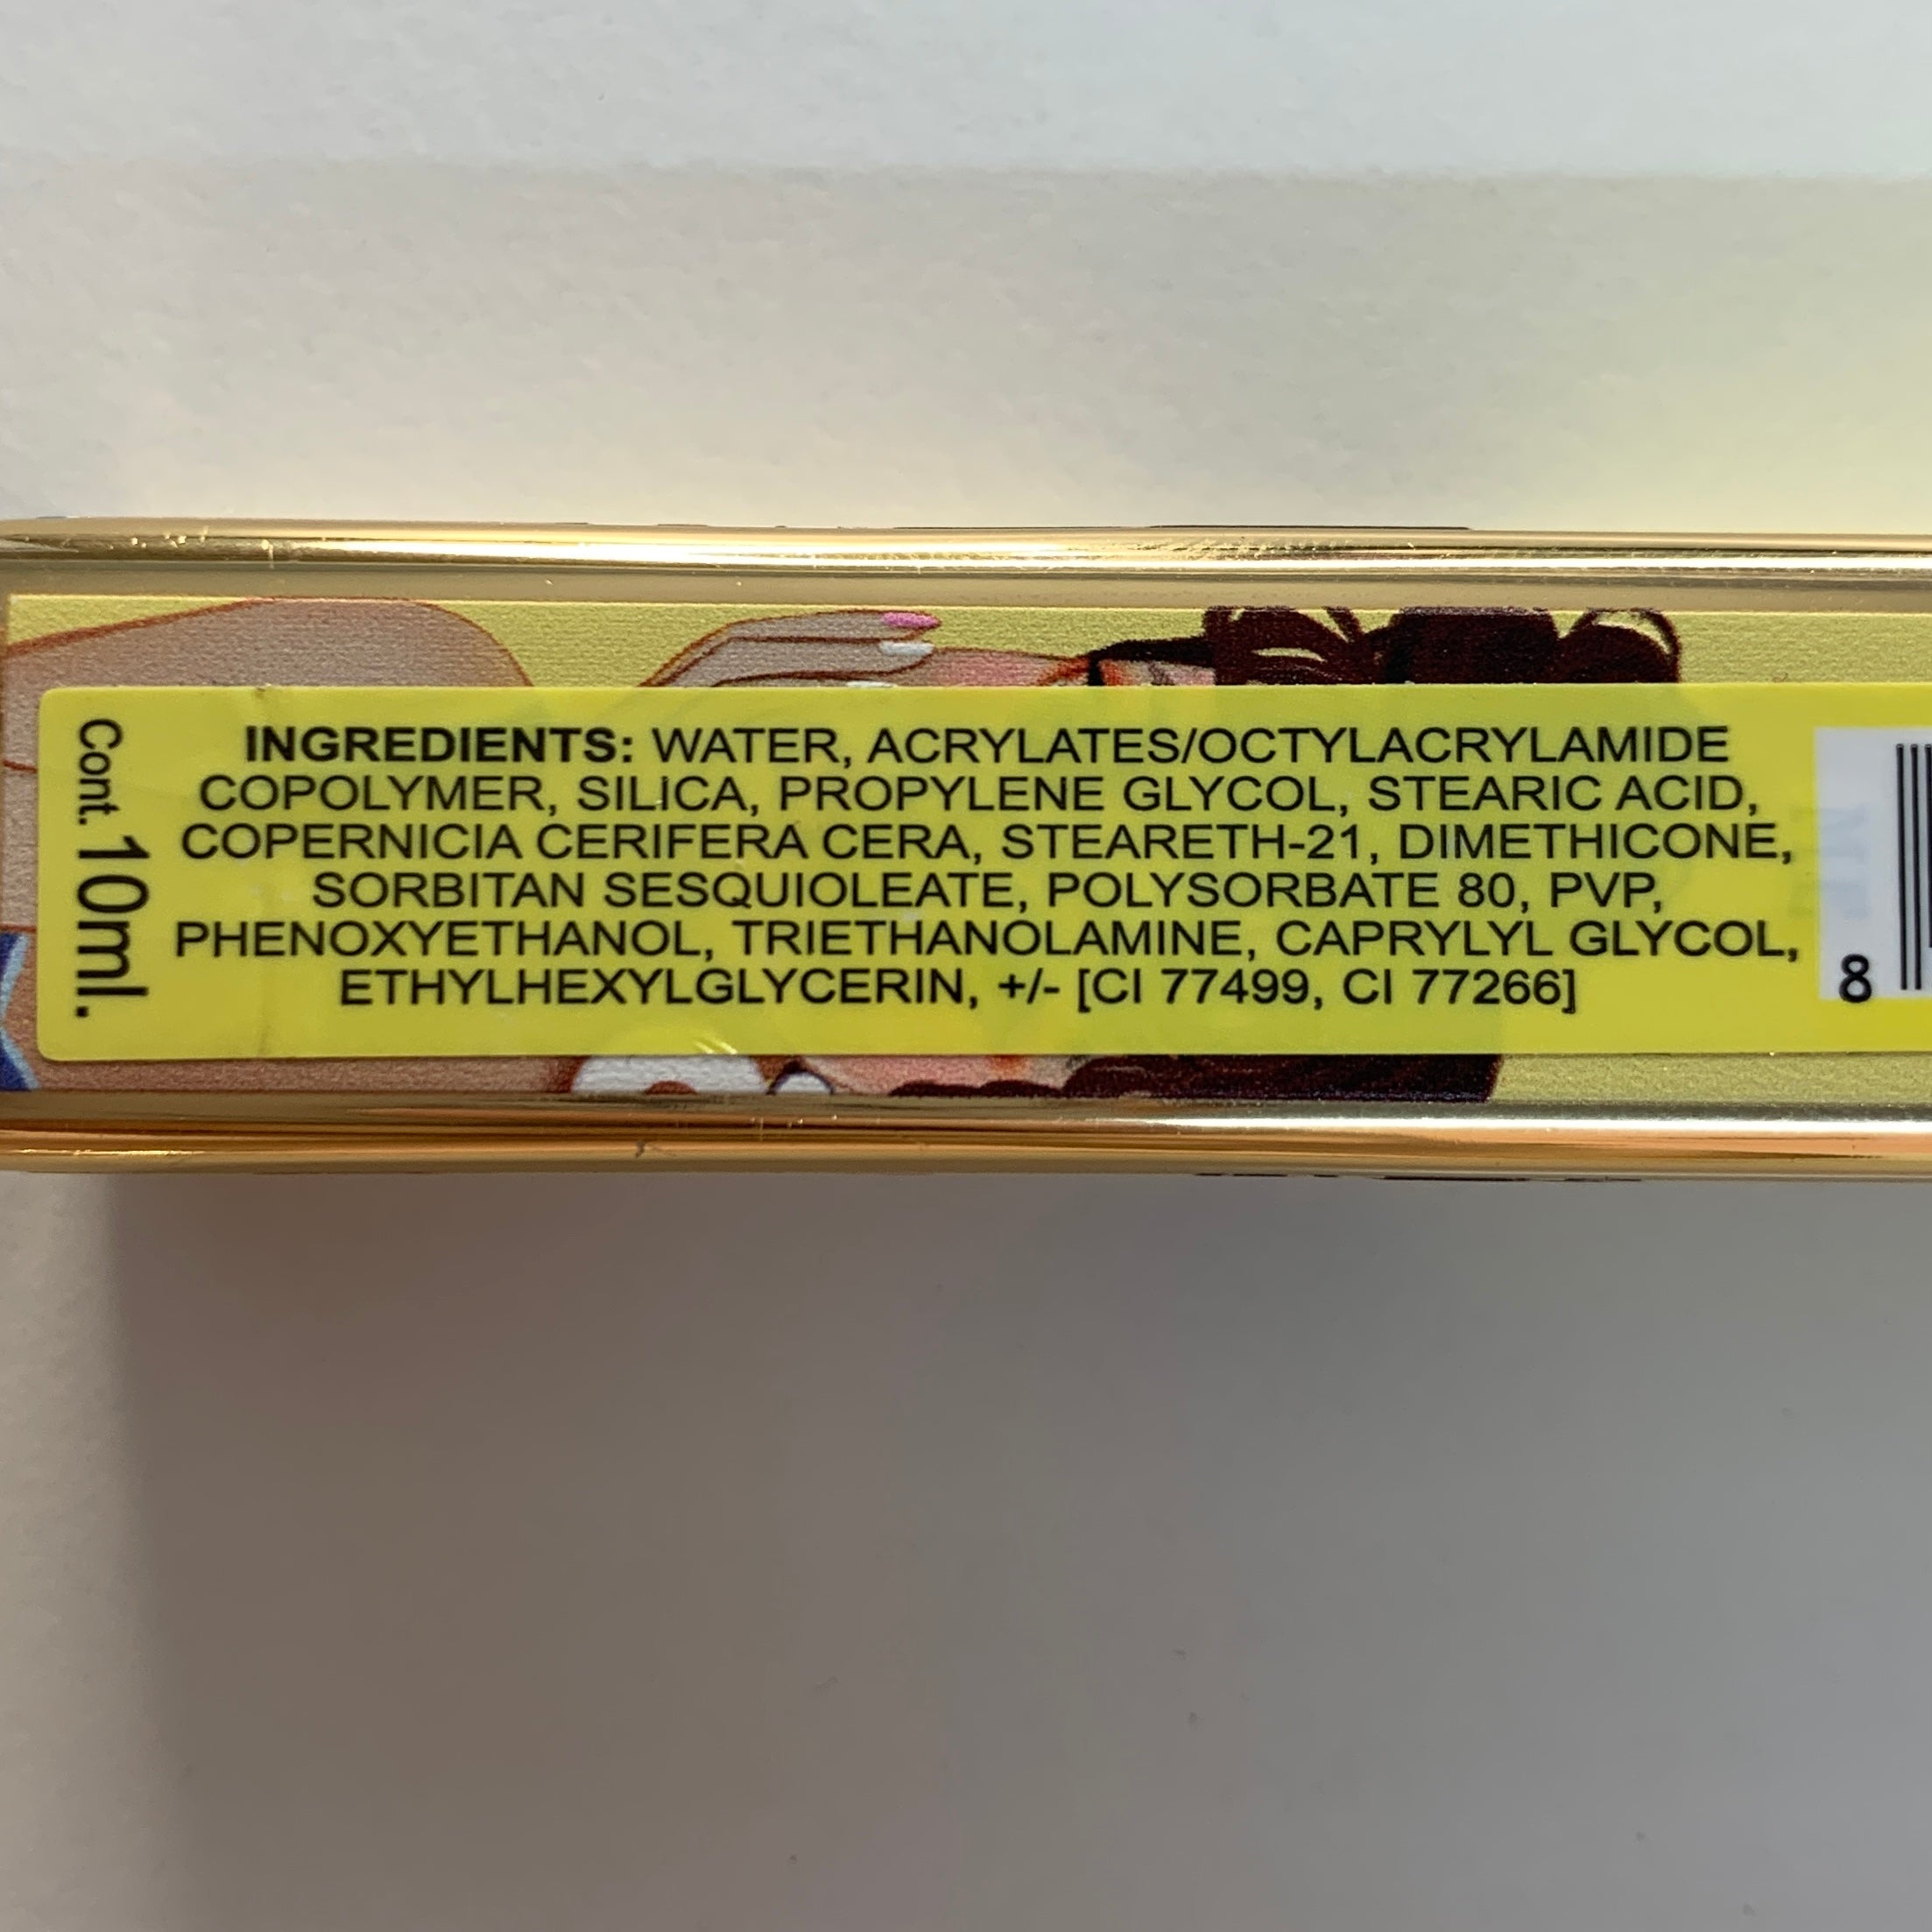 Cont. 10ml.
INGREDIENTS: WATER, ACRYLATES/OCTYLACRYLAMIDE
COPOLYMER, SILICA, PROPYLENE GLYCOL, STEARIC ACID,
COPERNICIA CERIFERA CERA, STEARETH-21, DIMETHICONE,
SORBITAN SESQUIOLEATE, POLYSORBATE 80, PVP,
PHENOXYETHANOL, TRIETHANOLAMINE, CAPRYLYL GLYCOL,
ETHYLHEXYLGLYCERIN, +/- [CI 77499, CI 77266]
8